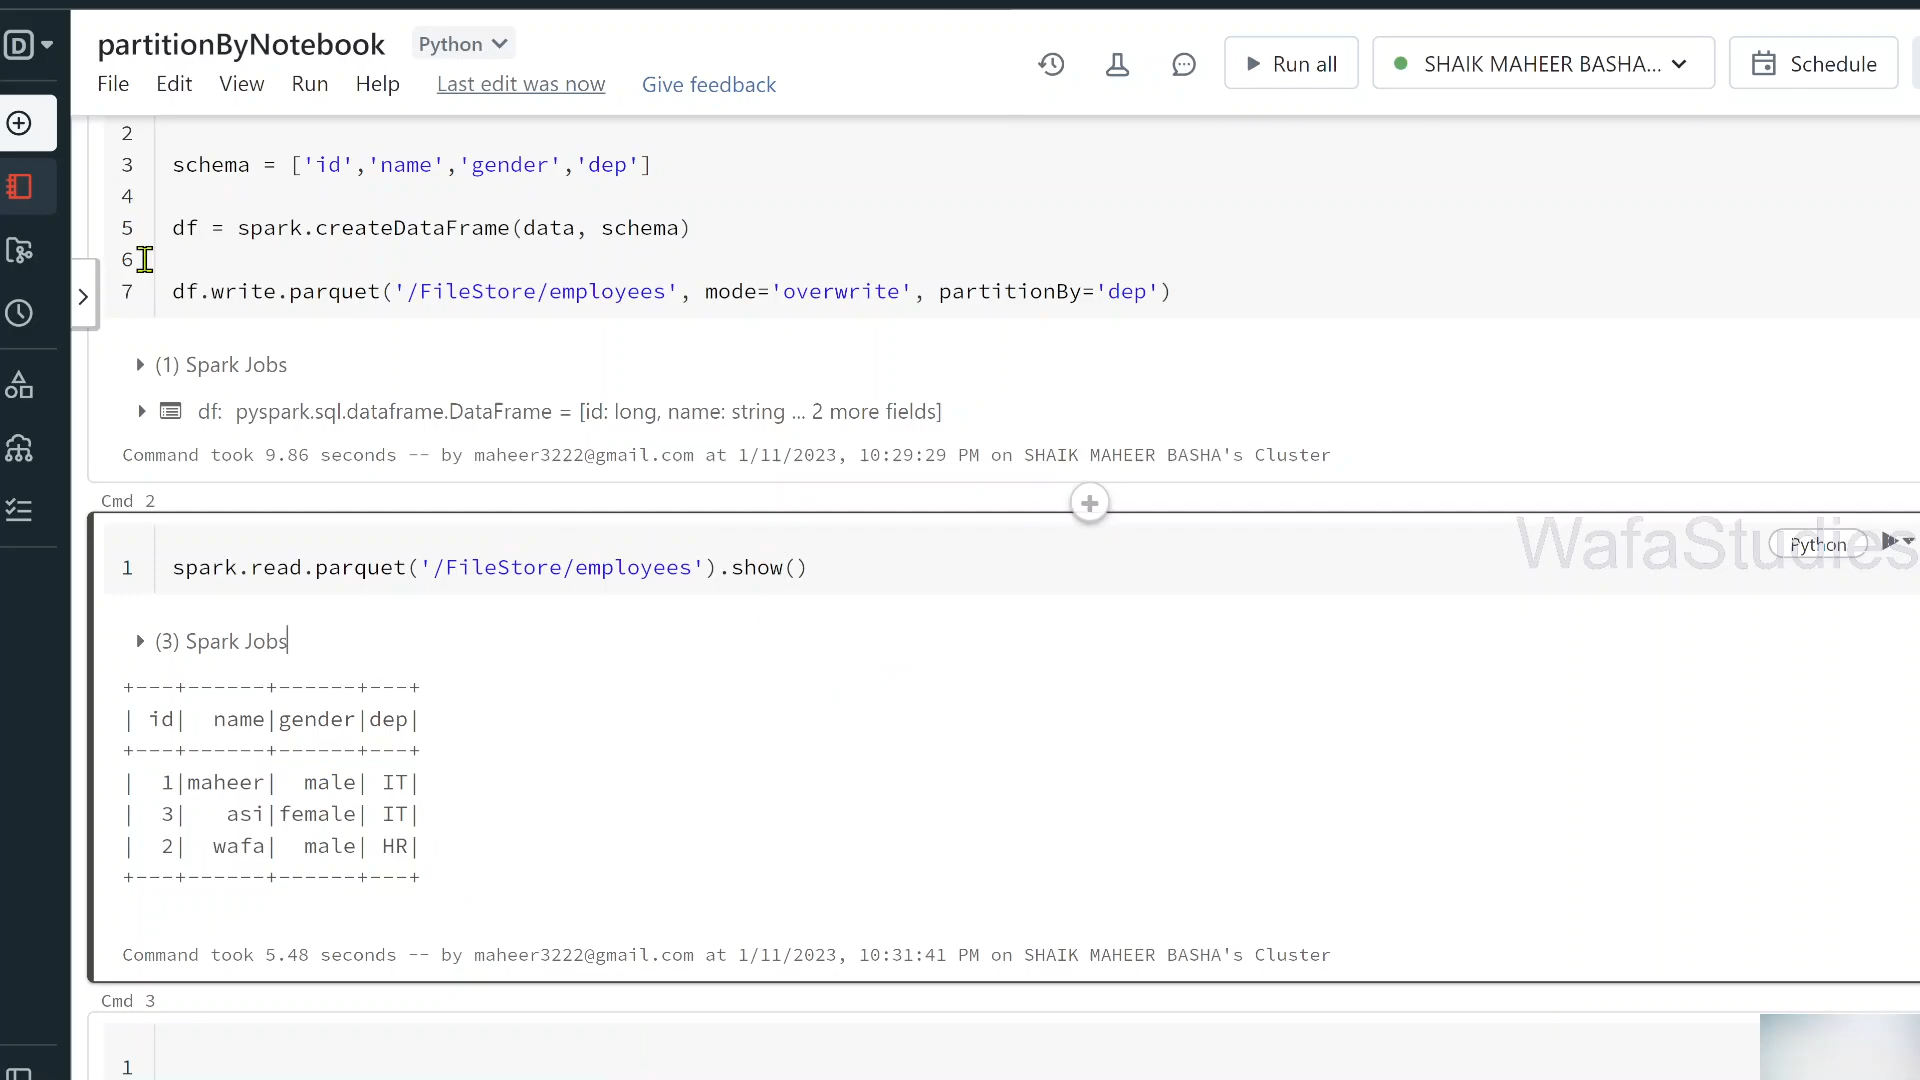 partitionByNotebook Python
File Edit View Run Help Last edit was now Give feedback
Run all SHAIK MAHEER BASHA... Schedule
2
3 schema = ['id','name','gender','dep']
4
5 df = spark.createDataFrame(data, schema)
6
7 df.write.parquet('/FileStore/employees', mode='overwrite', partitionBy='dep')
(1) Spark Jobs
df: pyspark.sql.dataframe.DataFrame = [id: long, name: string ... 2 more fields]
Command took 9.86 seconds -- by maheer3222@gmail.com at 1/11/2023, 10:29:29 PM on SHAIK MAHEER BASHA's Cluster
Cmd 2
WafaStudies
Python
1 spark.read.parquet('/FileStore/employees').show()
(3) Spark Jobs
+---+------+------+---+
| id|  name|gender|dep|
+---+------+------+---+
|  1|maheer|  male| IT|
|  3|   asi|female| IT|
|  2|  wafa|  male| HR|
+---+------+------+---+
Command took 5.48 seconds -- by maheer3222@gmail.com at 1/11/2023, 10:31:41 PM on SHAIK MAHEER BASHA's Cluster
Cmd 3
1